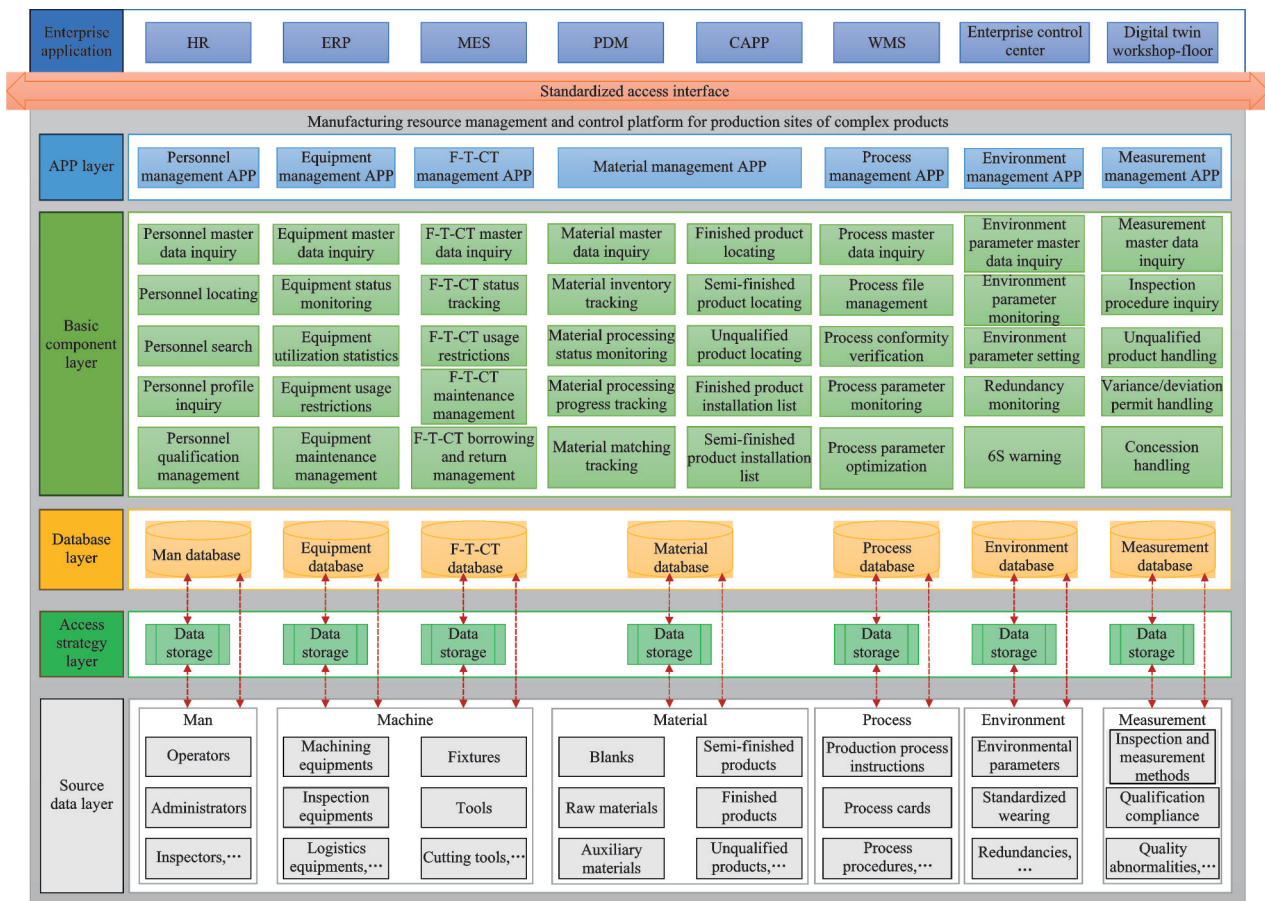 Enterprise
application
HR
ERP
MES
PDM
CAPP
WMS
Enterprise control
center
Digital twin
workshop-floor
Standardized access interface
Manufacturing resource management and control platform for production sites of complex products
APP layer
Personnel
management APP
Equipment
management APP
F-T-CT
management APP
Material management APP
Process
management APP
Environment
management APP
Measurement
management APP
Basic
component
layer
Personnel master
data inquiry
Equipment master
data inquiry
F-T-CT master
data inquiry
Material master
data inquiry
Finished product
locating
Process master
data inquiry
Environment
parameter master
data inquiry
Measurement
master data
inquiry
Personnel locating
Equipment status
monitoring
F-T-CT status
tracking
Material inventory
tracking
Semi-finished
product locating
Process file
management
Environment
parameter
monitoring
Inspection
procedure inquiry
Personnel search
Equipment
utilization statistics
F-T-CT usage
restrictions
Material processing
status monitoring
Unqualified
product locating
Process conformity
verification
Environment
parameter setting
Unqualified
product handling
Personnel profile
inquiry
Equipment usage
restrictions
F-T-CT
maintenance
management
Material processing
progress tracking
Finished product
installation list
Process parameter
monitoring
Redundancy
monitoring
Variance/deviation
permit handling
Personnel
qualification
management
Equipment
maintenance
management
F-T-CT borrowing
and return
management
Material matching
tracking
Semi-finished
product installation
list
Process parameter
optimization
6S warning
Concession
handling
Database
layer
Man database
Equipment
database
F-T-CT
database
Material
database
Process
database
Environment
database
Measurement
database
Access
strategy
layer
Data
storage
Data
storage
Data
storage
Data
storage
Data
storage
Data
storage
Data
storage
Source
data layer
Man
Operators
Administrators
Inspectors,⋯
Machine
Machining
equipments
Fixtures
Inspection
equipments
Tools
Logistics
equipments,⋯
Cutting tools,⋯
Material
Blanks
Semi-finished
products
Raw materials
Finished
products
Auxiliary
materials
Unqualified
products,⋯
Process
Production process
instructions
Process cards
Process
procedures,⋯
Environment
Environmental
parameters
Standardized
wearing
Redundancies,
⋯
Measurement
Inspection and
measurement
methods
Qualification
compliance
Quality
abnormalities,⋯